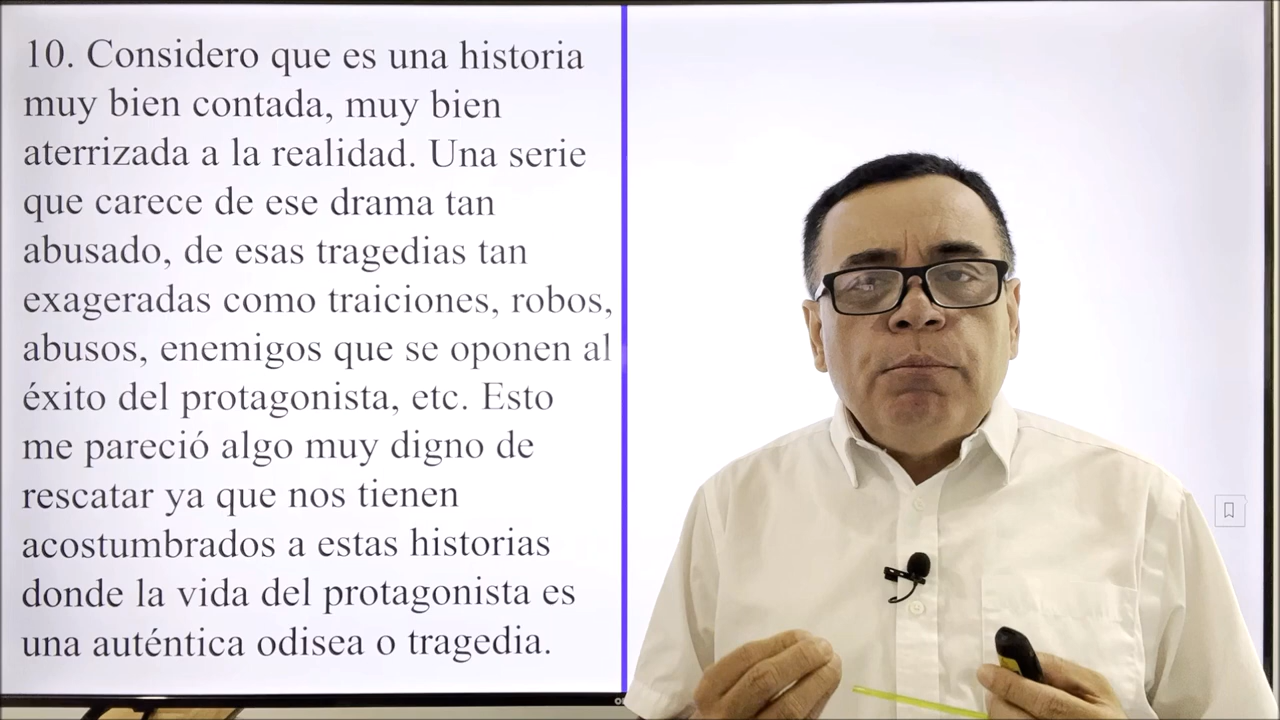 10. Considero que es una historia
muy bien contada, muy bien
aterrizada a la realidad. Una serie
que carece de ese drama tan
abusado, de esas tragedias tan
exageradas como traiciones, robos,
abusos, enemigos que se oponen al
éxito del protagonista, etc. Esto
me pareció algo muy digno de
rescatar ya que nos tienen
acostumbrados a estas historias
donde la vida del protagonista es
una auténtica odisea o tragedia.